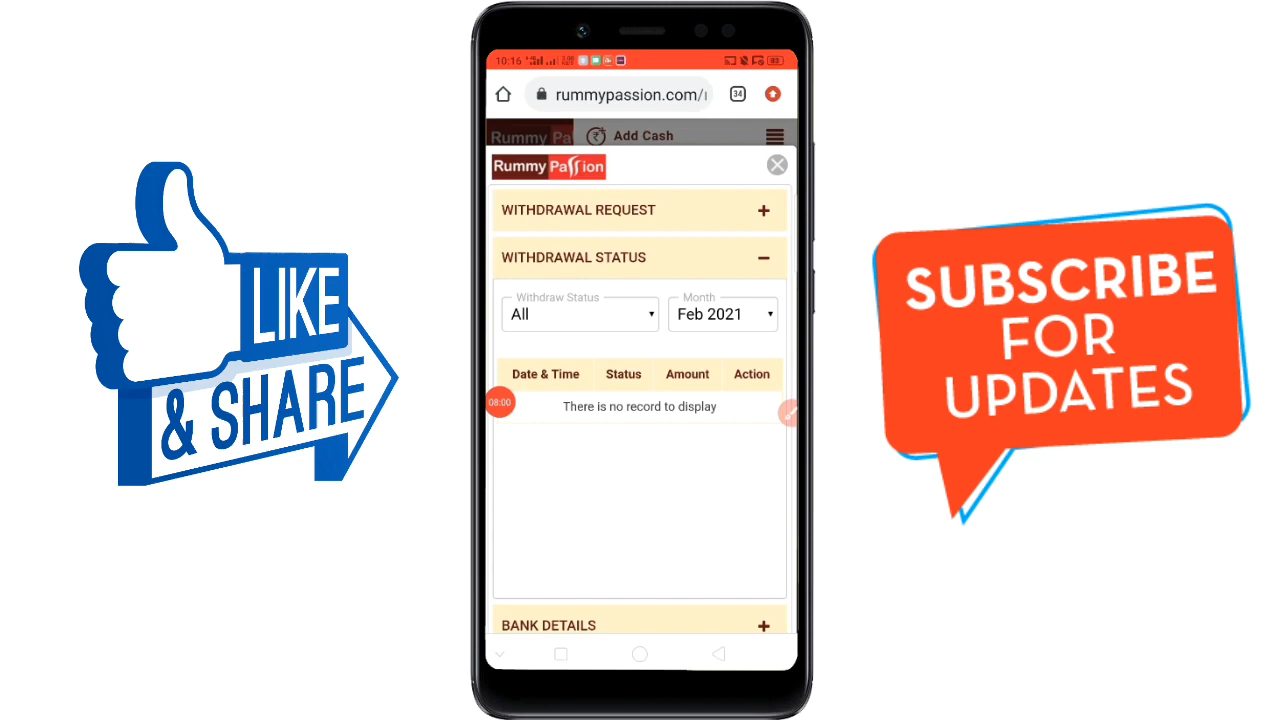 LIKE
& SHARE
10:16
83
rummypassion.com/r
34
Rummy Pa
Add Cash
Rummy Passion
WITHDRAWAL REQUEST +
WITHDRAWAL STATUS −
Withdraw Status
All
Month
Feb 2021
Date & Time Status Amount Action
08:00
There is no record to display
BANK DETAILS +
SUBSCRIBE
FOR
UPDATES